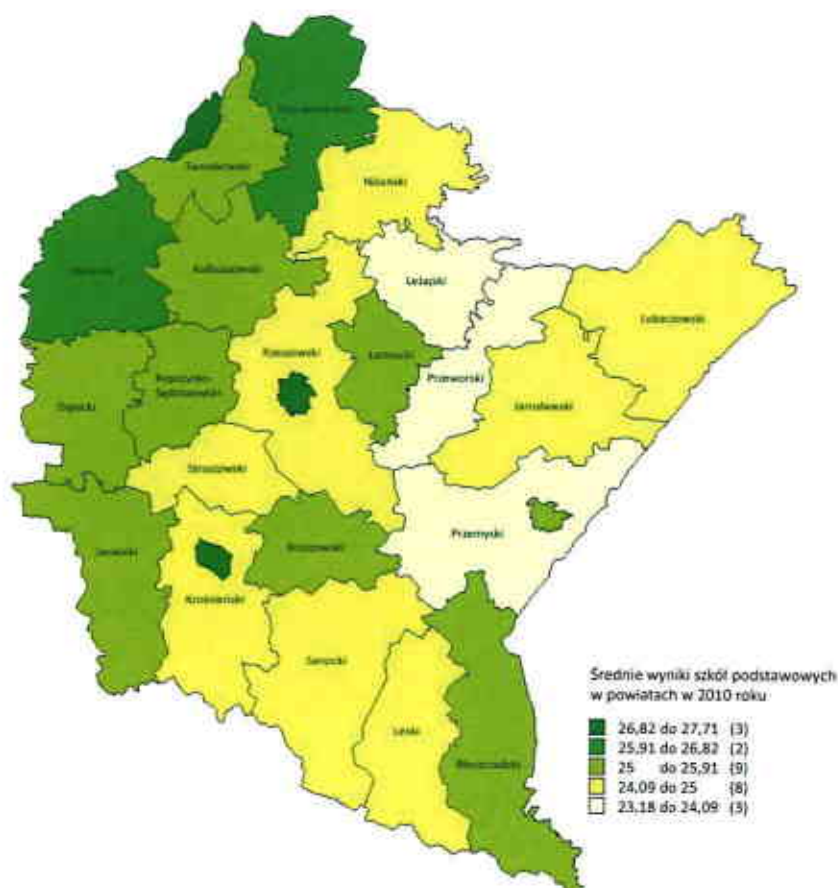 Tarnobrzeski
Niżański
Kolbuszowski
Leżajski
Lubaczowski
Rzeszowski
Łańcucki
Przeworski
Ropczycko-
Sędziszowski
Dębicki
Jarosławski
Strzyżowski
Przemyski
Jasielski
Brzozowski
Krośnieński
Sanocki
Leski
Bieszczadzki
Średnie wyniki szkół podstawowych
w powiatach w 2010 roku
26,82 do 27,71 (3)
25,91 do 26,82 (2)
25 do 25,91 (9)
24,09 do 25 (8)
23,18 do 24,09 (3)